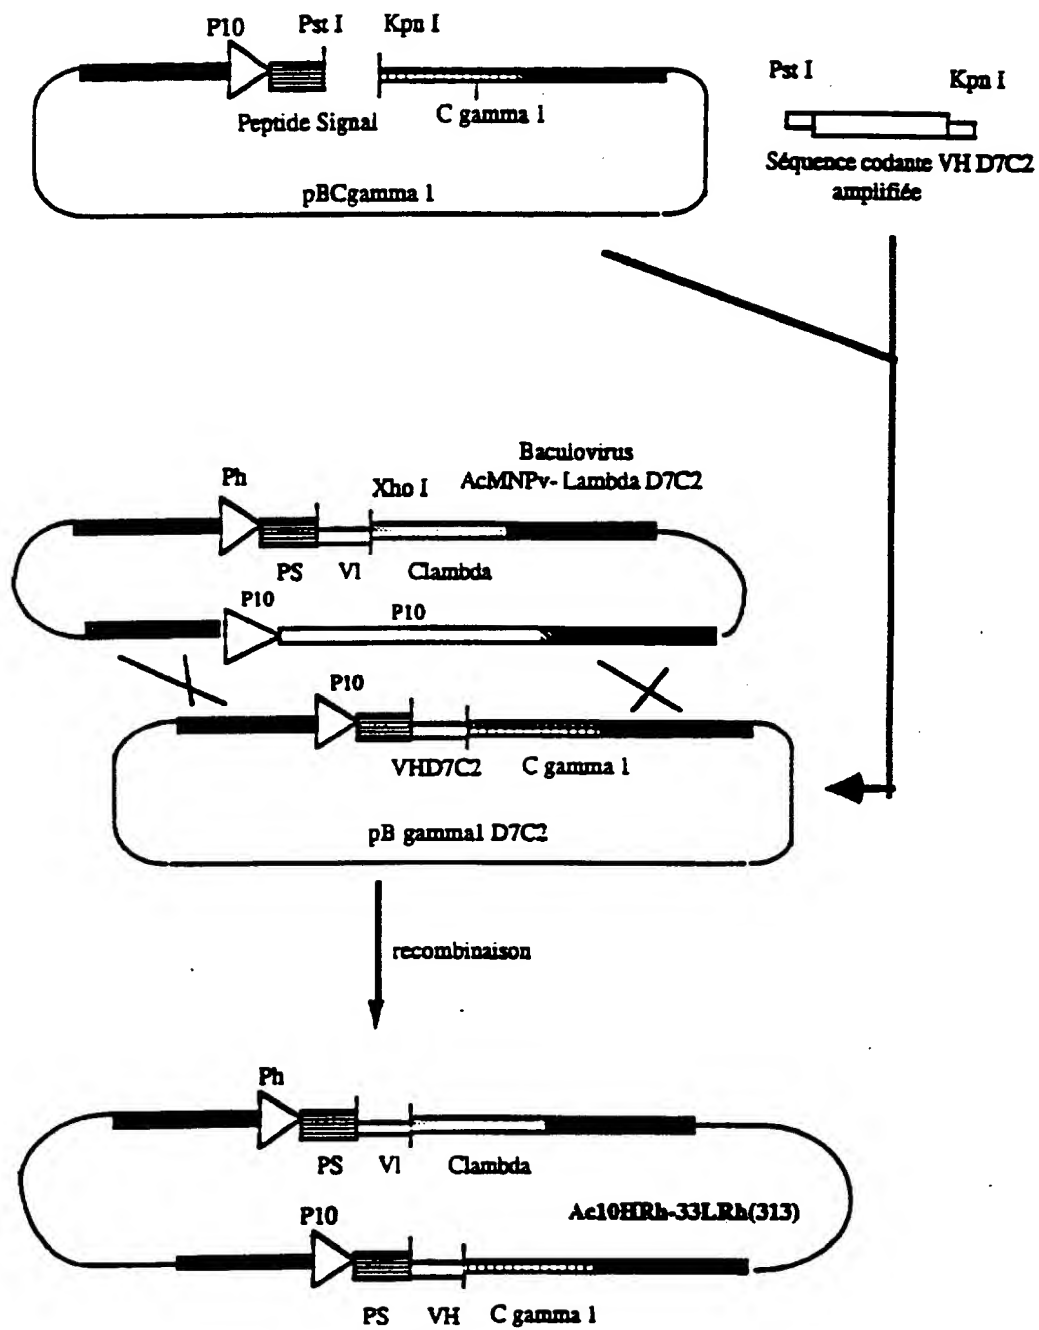 P10
Pst I
Kpn I
Pst I
Kpn I
Peptide Signal
C gamma 1
Séquence codante VH D7C2
amplifiée
pBCgamma 1
Baculovirus
AcMNPv- Lambda D7C2
Ph
Xho I
PS
Vl
Clambda
P10
P10
P10
VHD7C2
C gamma 1
pB gamma1 D7C2
recombinaison
Ph
PS
Vl
Clambda
Ac10HRh-33LRh(313)
P10
PS
VH
C gamma 1